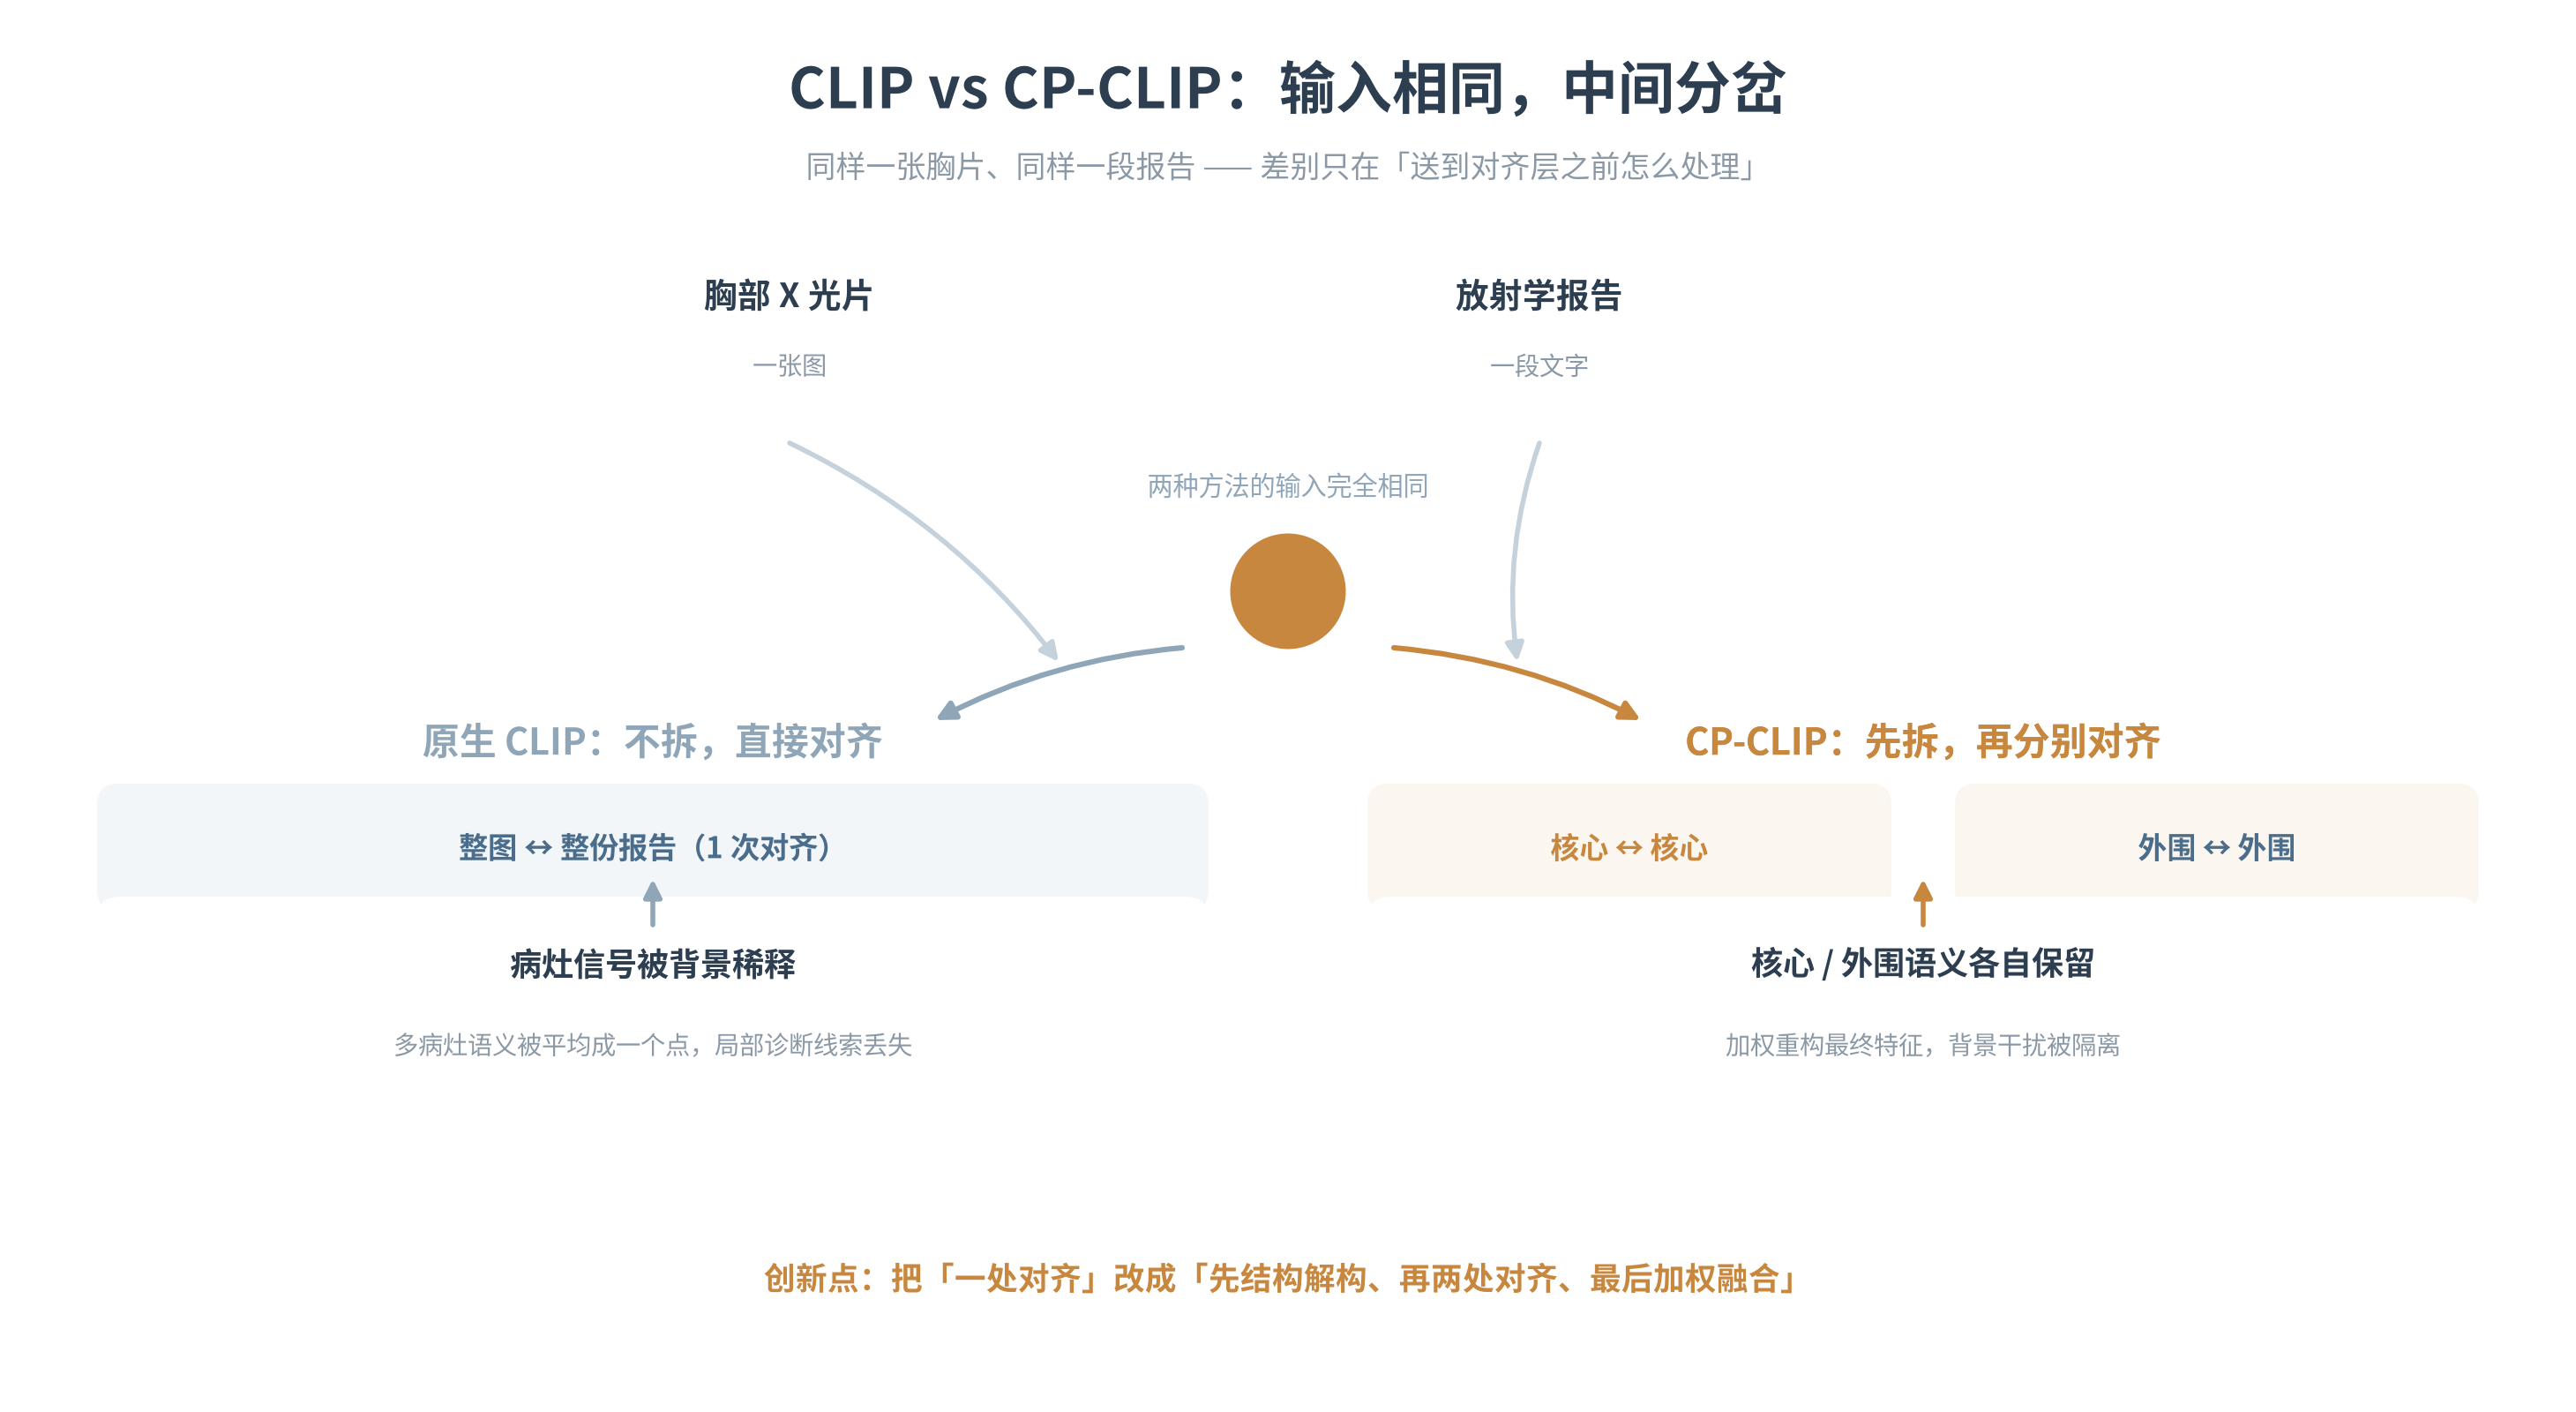 CLIP vs CP-CLIP：输入相同，中间分岔
同样一张胸片、同样一段报告 —— 差别只在「送到对齐层之前怎么处理」
胸部 X 光片
放射学报告
一张图
一段文字
两种方法的输入完全相同
原生 CLIP：不拆，直接对齐
CP-CLIP：先拆，再分别对齐
整图 ↔ 整份报告（1 次对齐）
核心 ↔ 核心
外围 ↔ 外围
病灶信号被背景稀释
核心 / 外围语义各自保留
多病灶语义被平均成一个点，局部诊断线索丢失
加权重构最终特征，背景干扰被隔离
创新点：把「一处对齐」改成「先结构解构、再两处对齐、最后加权融合」